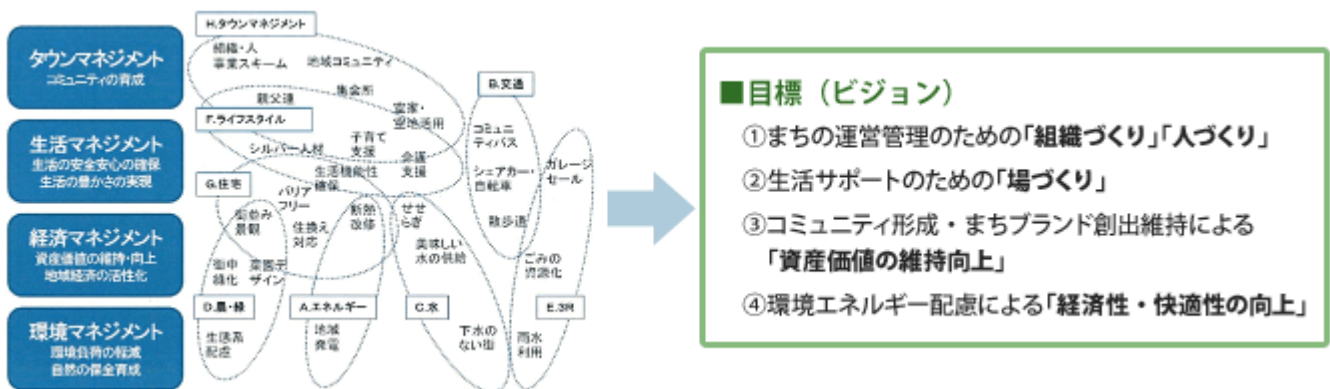 タウンマネジメント
コミュニティの育成
生活マネジメント
生活の安全安心の確保
生活の豊かさの実現
経済マネジメント
資産価値の維持・向上
地域経済の活性化
環境マネジメント
環境負荷の軽減
自然の保全育成
H.タウンマネジメント
組織・人
事業スキーム
地域コミュニティ
集会所
親父達
空家・
空地活用
F.ライフスタイル
子育て
支援
シルバー人材
介護
支援
生活機能性
確保
B.交通
コミュニ
ティバス
シェアカー・
自転車
散歩道
ガレージ
セール
G.住宅
バリア
フリー
街並み
景観
住換え
対応
断熱
改修
せせ
らぎ
美味しい
水の供給
ごみの
資源化
街中
緑化
菜園デ
ザイン
D.農・緑
A.エネルギー
C.水
E.3R
生態系
配慮
地域
発電
下水の
ない街
雨水
利用
■目標（ビジョン）
①まちの運営管理のための「組織づくり」「人づくり」
②生活サポートのための「場づくり」
③コミュニティ形成・まちブランド創出維持による
「資産価値の維持向上」
④環境エネルギー配慮による「経済性・快適性の向上」